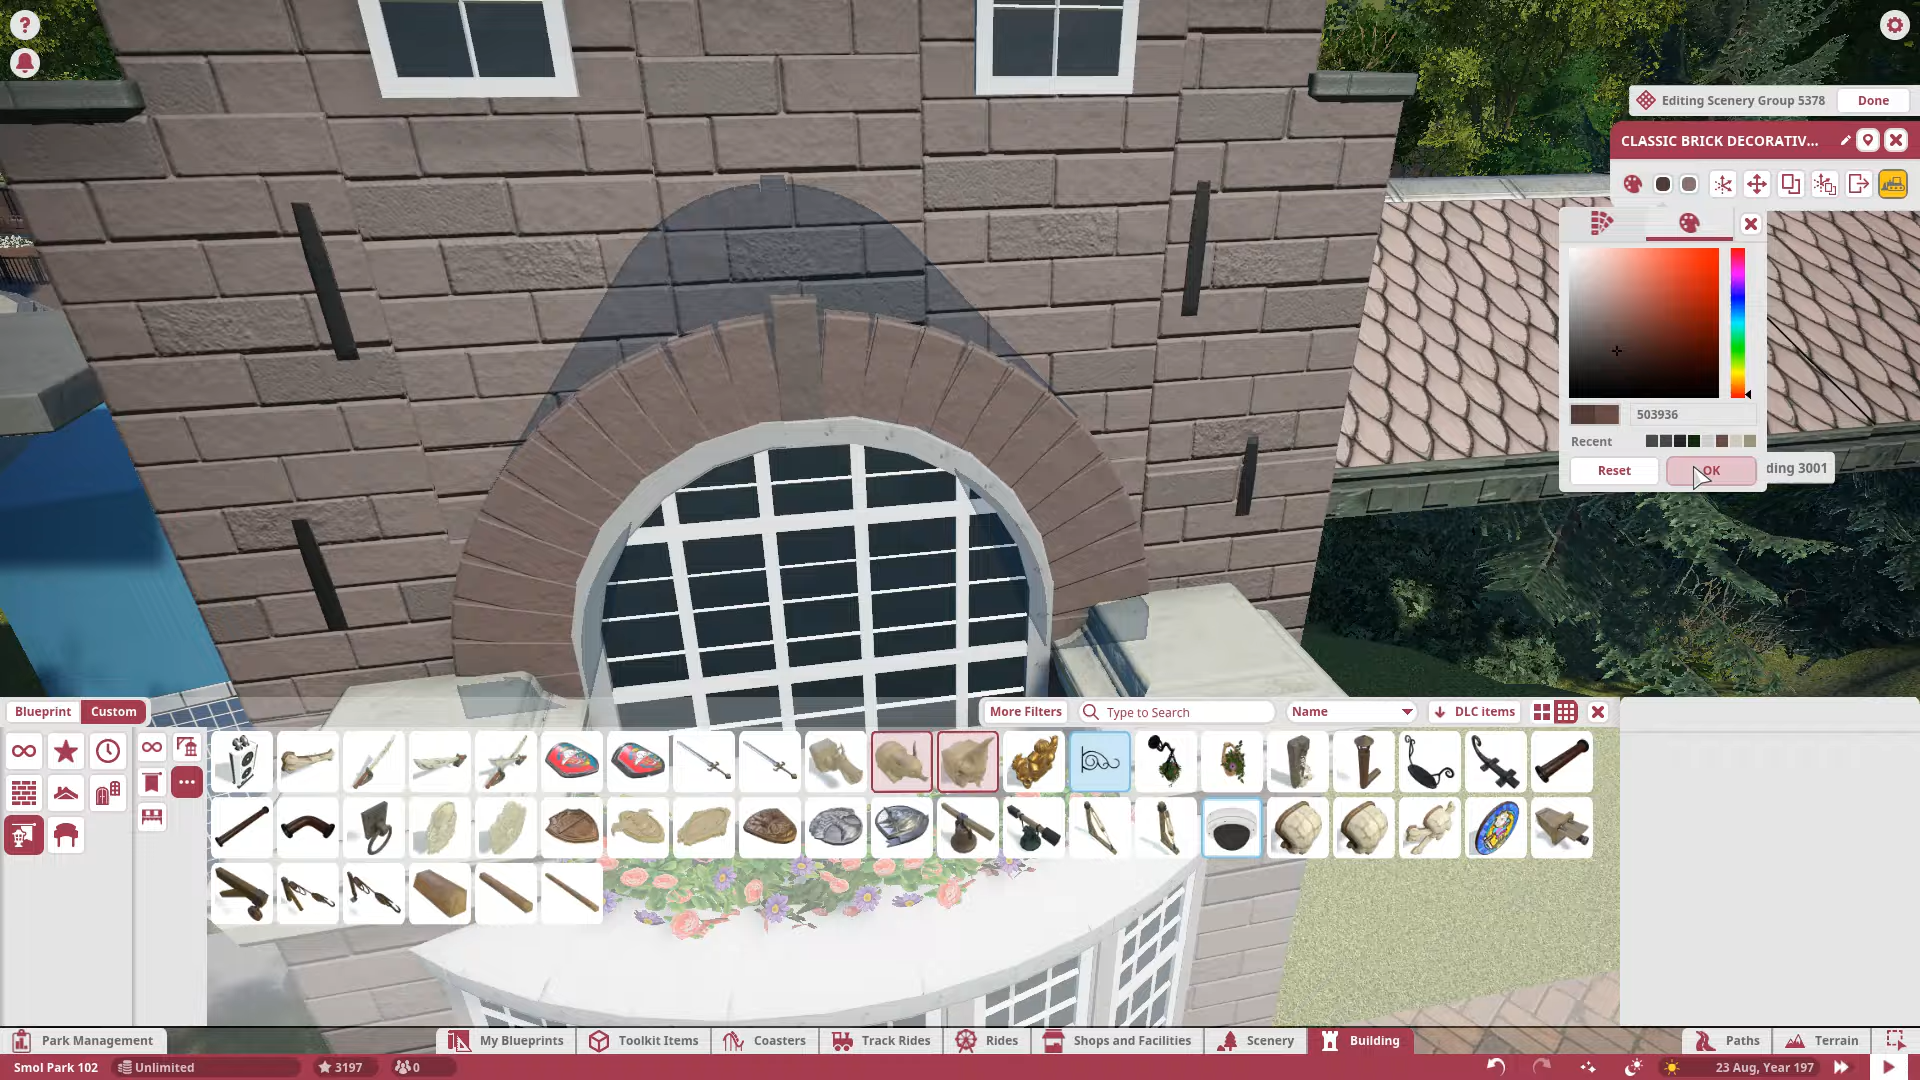 Editing Scenery Group 5378
Done
CLASSIC BRICK DECORATIV...
503936
Recent
Reset
OK
ding 3001
Blueprint
Custom
More Filters
Type to Search
Name
DLC items
Park Management
My Blueprints
Toolkit Items
Coasters
Track Rides
Rides
Shops and Facilities
Scenery
Building
Paths
Terrain
Smol Park 102
Unlimited
3197
0
23 Aug, Year 197